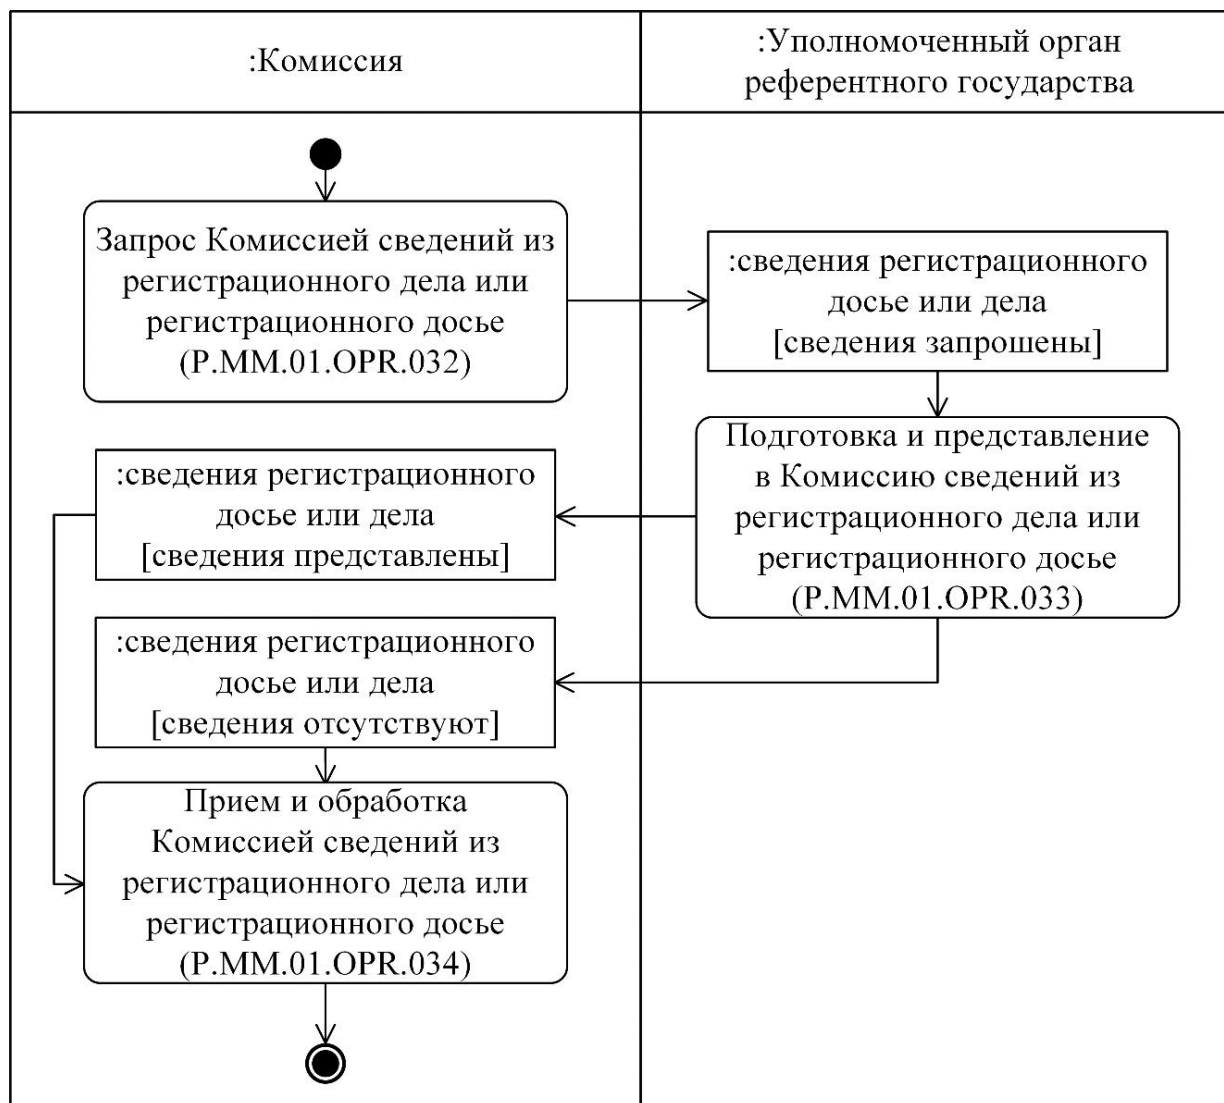 :Комиссия
:Уполномоченный орган
референтного государства
Запрос Комиссией сведений из
регистрационного дела или
регистрационного досье
(P.MM.01.OPR.032)
:сведения регистрационного
досье или дела
[сведения запрошены]
Подготовка и представление
в Комиссию сведений из
регистрационного дела или
регистрационного досье
(P.MM.01.OPR.033)
:сведения регистрационного
досье или дела
[сведения представлены]
:сведения регистрационного
досье или дела
[сведения отсутствуют]
Прием и обработка
Комиссией сведений из
регистрационного дела или
регистрационного досье
(P.MM.01.OPR.034)